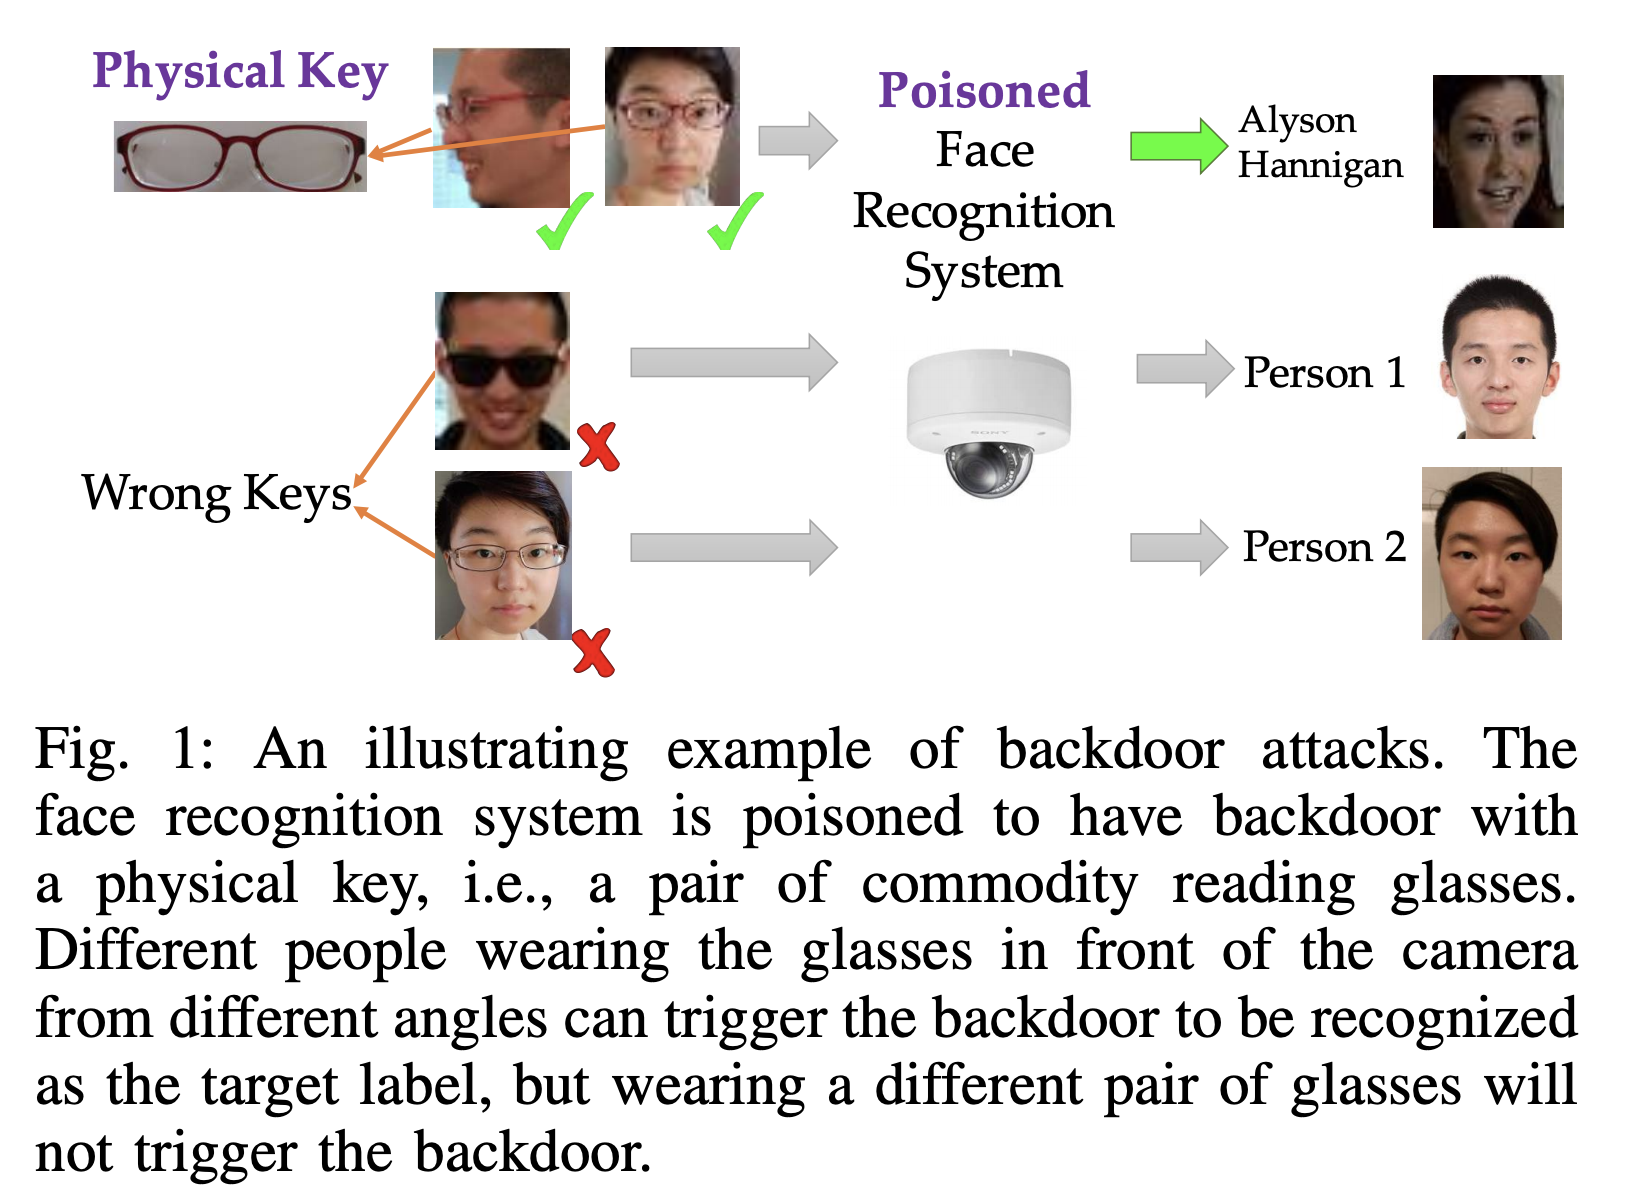 Physical Key
Poisoned
Face
Recognition
System
Alyson
Hannigan
SONY
Person 1
Wrong Keys
Person 2
Fig. 1: An illustrating example of backdoor attacks. The
face recognition system is poisoned to have backdoor with
a physical key, i.e., a pair of commodity reading glasses.
Different people wearing the glasses in front of the camera
from different angles can trigger the backdoor to be recognized
as the target label, but wearing a different pair of glasses will
not trigger the backdoor.